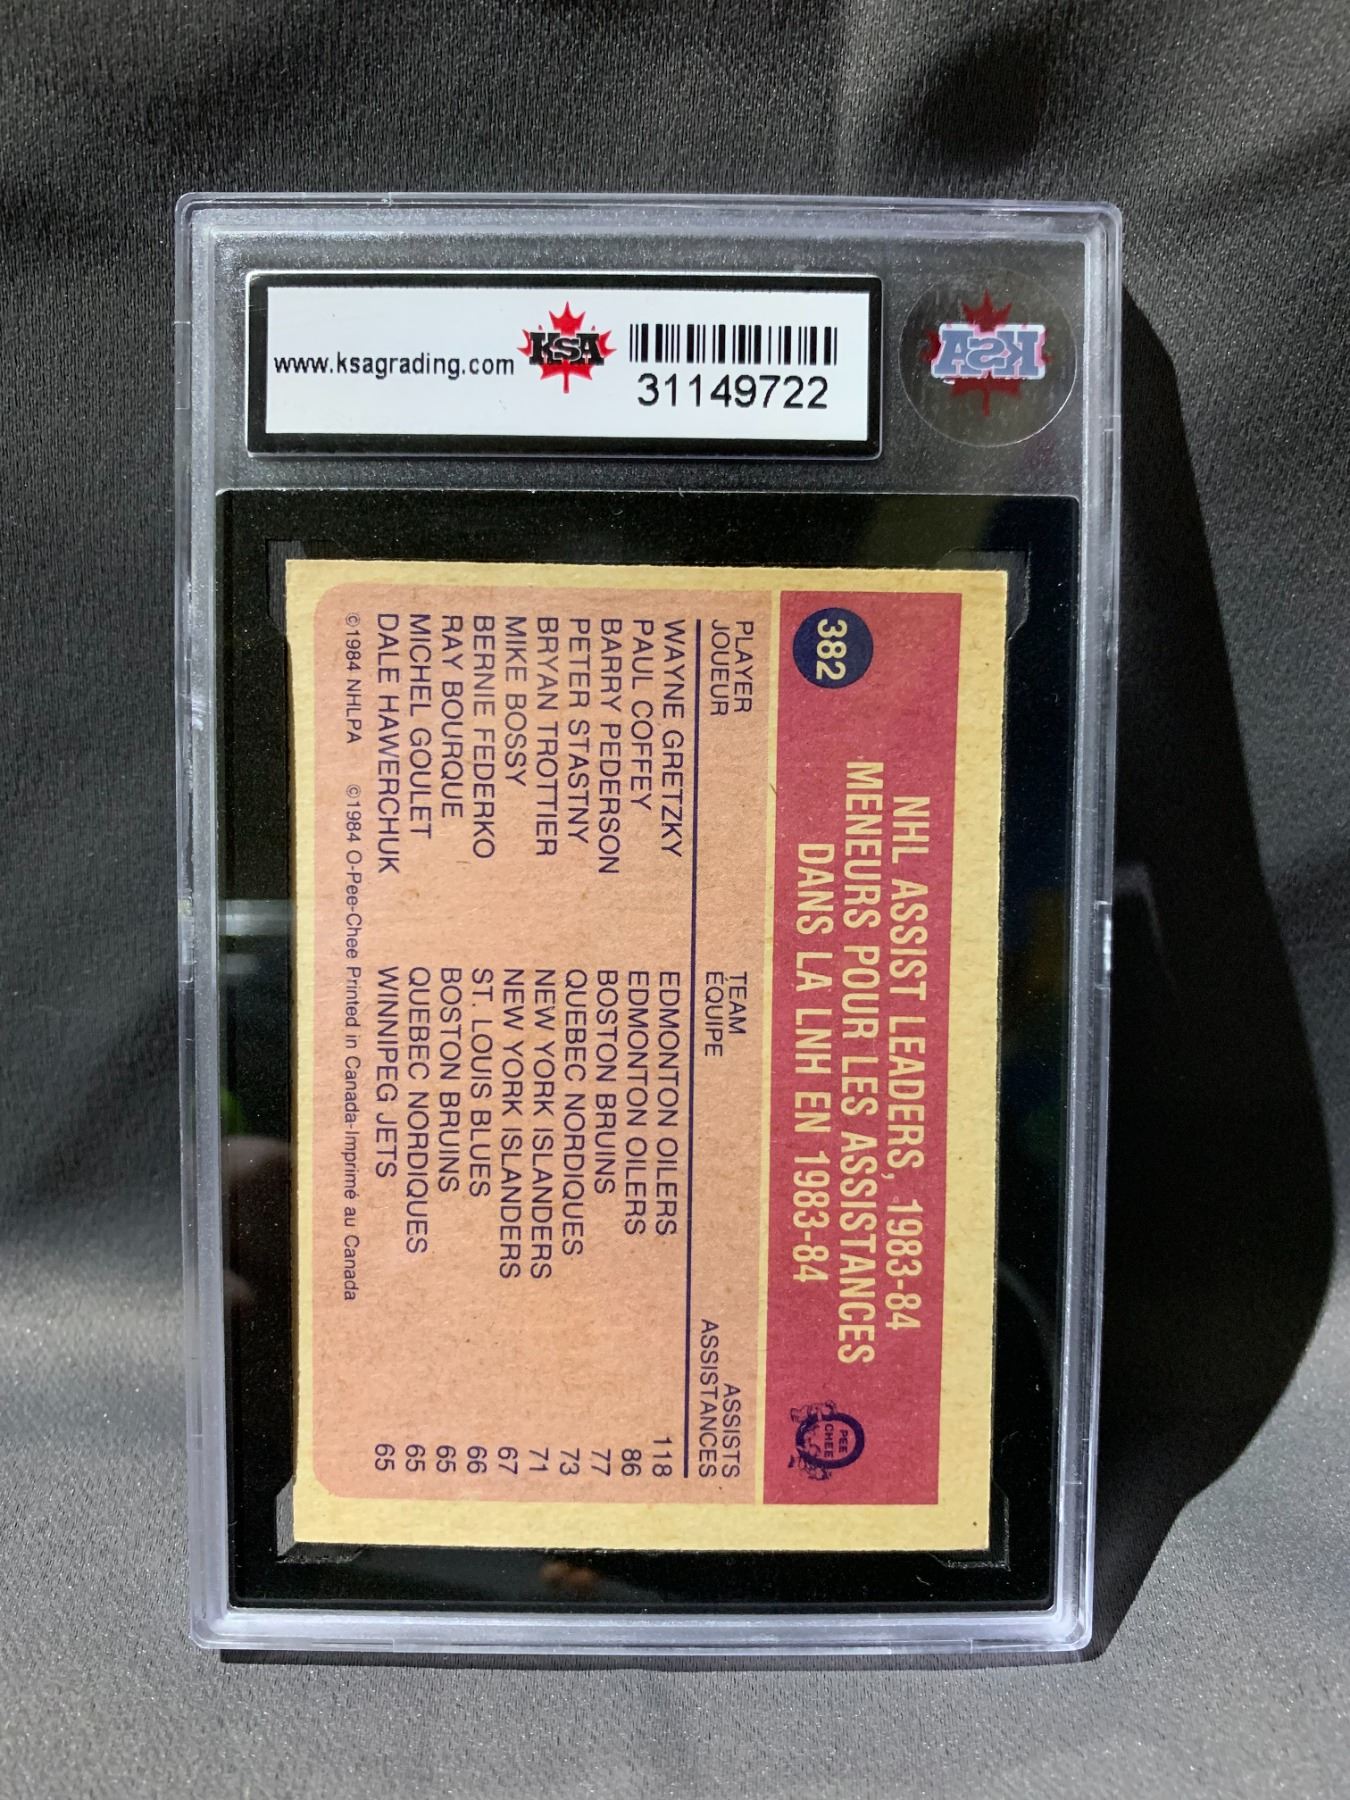 www.ksagrading.com
KSA
31149722
KSA
382
NHL ASSIST LEADERS, 1983-84
MENEURS POUR LES ASSISTANCES
DANS LA LNH EN 1983-84
O PEE CHEE
PLAYER TEAM ASSISTS
JOUEUR ÉQUIPE ASSISTANCES
WAYNE GRETZKY EDMONTON OILERS 118
PAUL COFFEY EDMONTON OILERS 86
BARRY PEDERSON BOSTON BRUINS 77
PETER STASTNY QUEBEC NORDIQUES 73
BRYAN TROTTIER NEW YORK ISLANDERS 71
MIKE BOSSY NEW YORK ISLANDERS 67
BERNIE FEDERKO ST. LOUIS BLUES 66
RAY BOURQUE BOSTON BRUINS 65
MICHEL GOULET QUEBEC NORDIQUES 65
DALE HAWERCHUK WINNIPEG JETS 65
©1984 NHLPA ©1984 O-Pee-Chee Printed in Canada-Imprimé au Canada